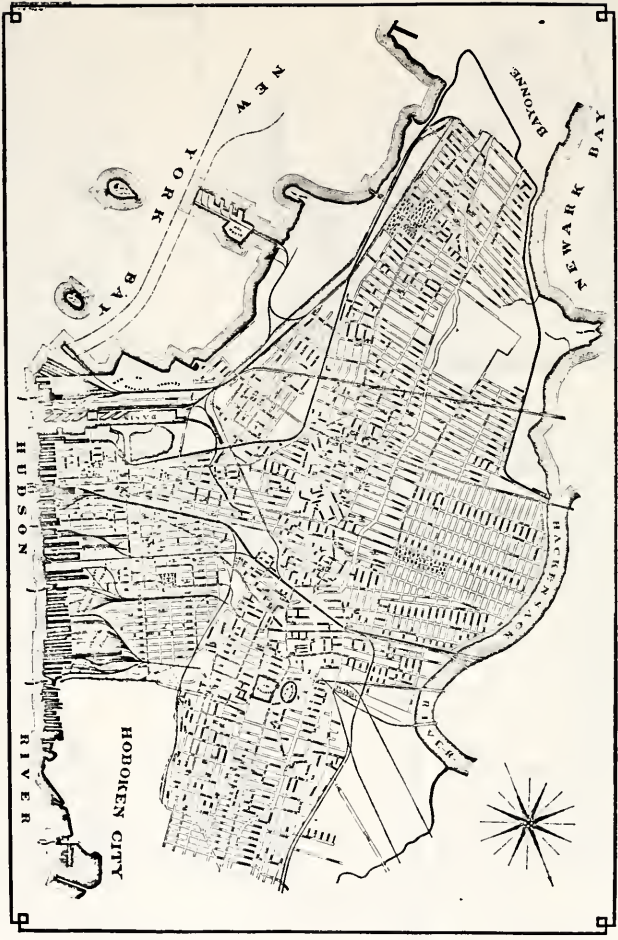 NEW
YORK
BAY
BAYONNE
NEWARK BAY
HACKENSACK
RIVER
HUDSON
RIVER
HOBOKEN CITY